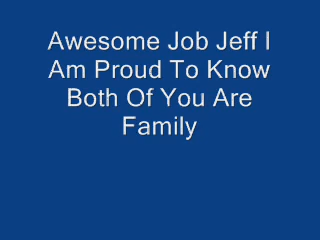 Awesome Job Jeff I
Am Proud To Know
Both Of You Are
Family